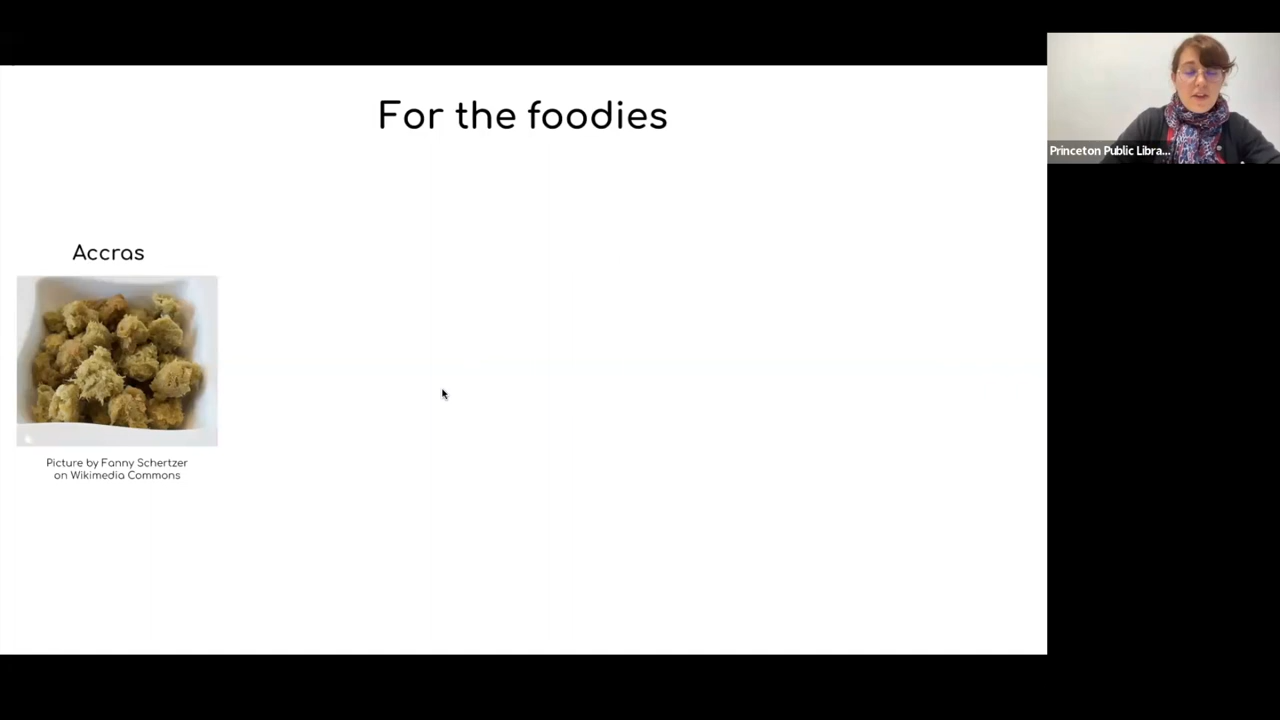 For the foodies
Princeton Public Libra...
Accras
Picture by Fanny Schertzer
on Wikimedia Commons